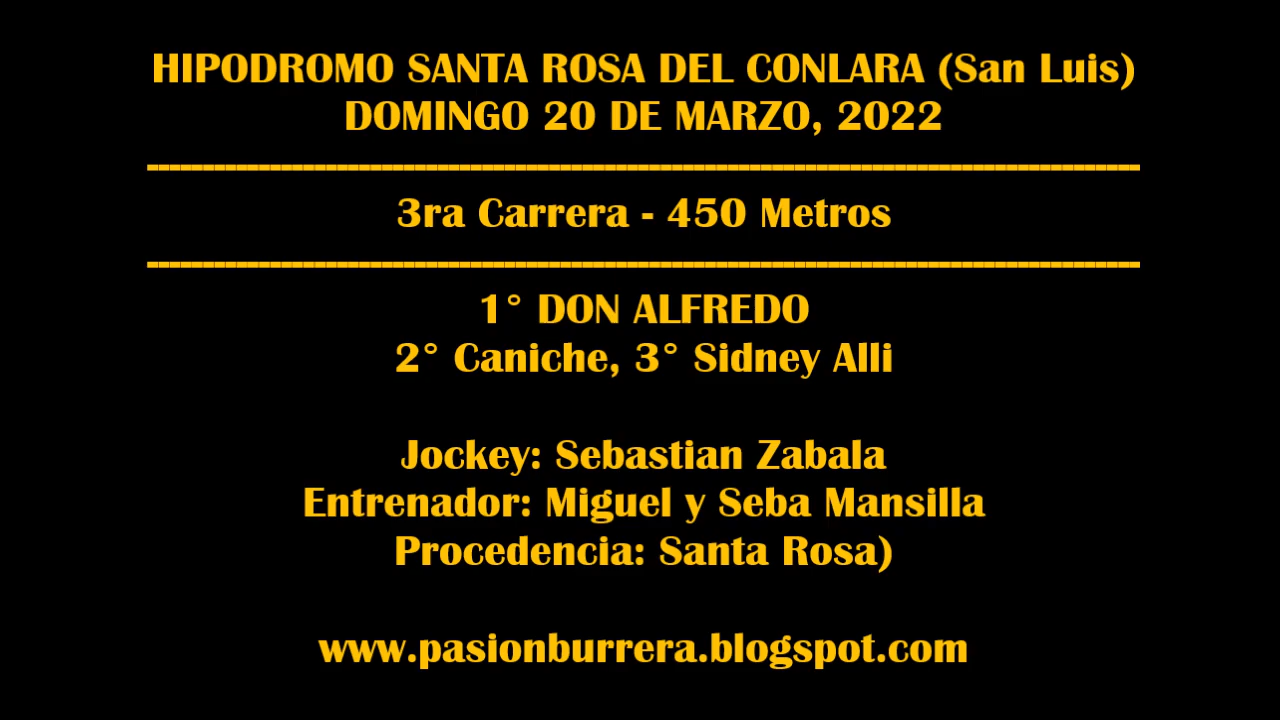 HIPODROMO SANTA ROSA DEL CONLARA (San Luis)
DOMINGO 20 DE MARZO, 2022
3ra Carrera - 450 Metros
1° DON ALFREDO
2° Caniche, 3° Sidney Alli
Jockey: Sebastian Zabala
Entrenador: Miguel y Seba Mansilla
Procedencia: Santa Rosa)
www.pasionburrera.blogspot.com